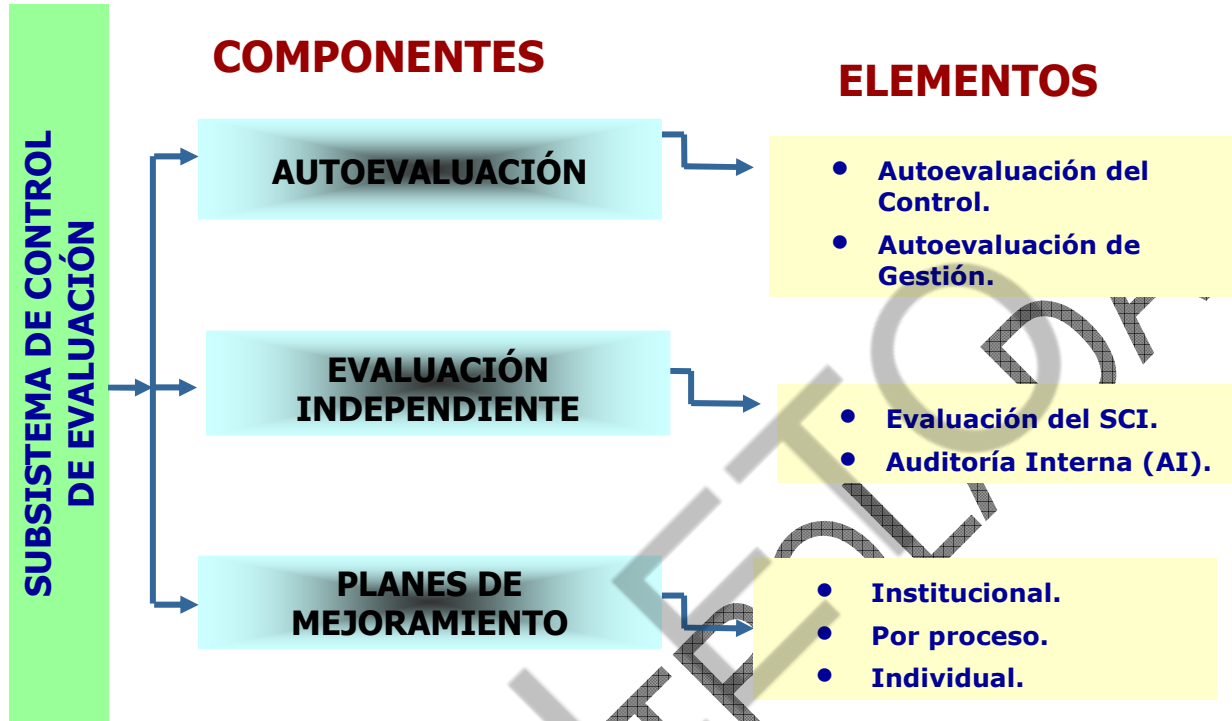 SUBSISTEMA DE CONTROL
DE EVALUACIÓN
COMPONENTES
ELEMENTOS
AUTOEVALUACIÓN
• Autoevaluación del
Control.
• Autoevaluación de
Gestión.
EVALUACIÓN
INDEPENDIENTE
• Evaluación del SCI.
• Auditoría Interna (AI).
PLANES DE
MEJORAMIENTO
• Institucional.
• Por proceso.
• Individual.